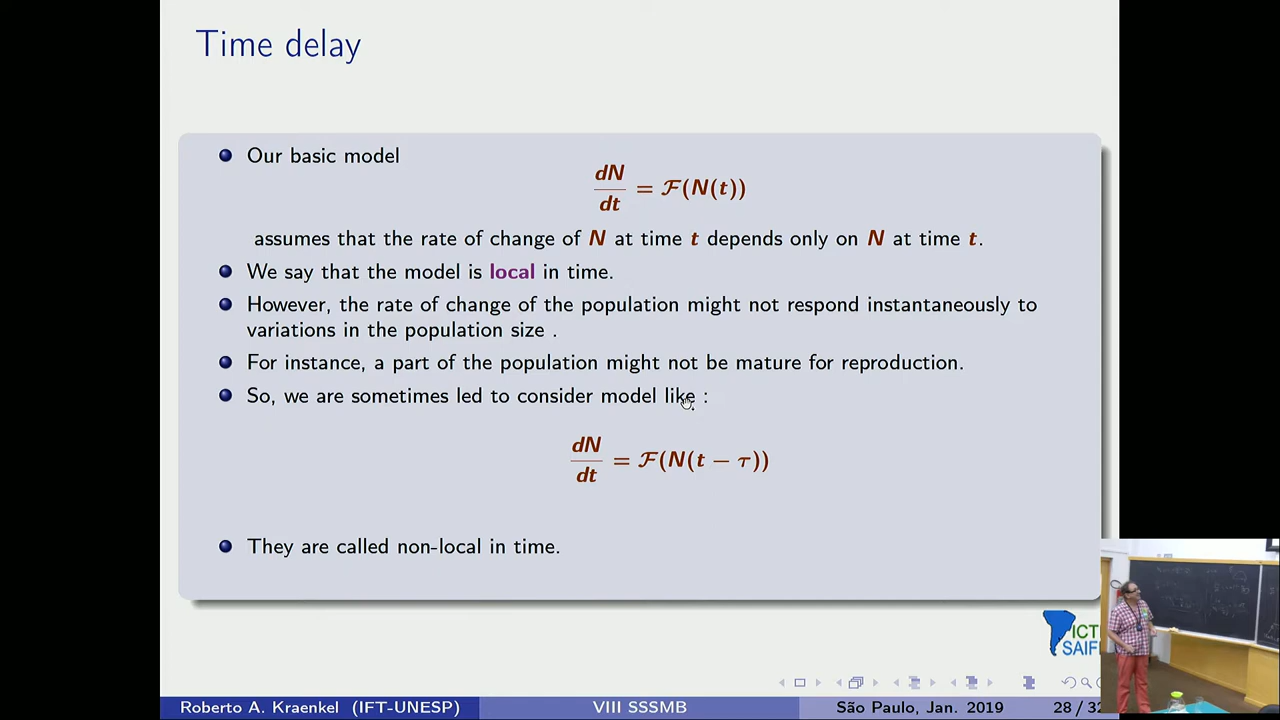 Time delay
Our basic model
dN/dt = F(N(t))
assumes that the rate of change of N at time t depends only on N at time t.
We say that the model is local in time.
However, the rate of change of the population might not respond instantaneously to
variations in the population size .
For instance, a part of the population might not be mature for reproduction.
So, we are sometimes led to consider model like :
dN/dt = F(N(t − τ))
They are called non-local in time.
ICT
SAIF
Roberto A. Kraenkel (IFT-UNESP) VIII SSSMB São Paulo, Jan. 2019 28 / 32